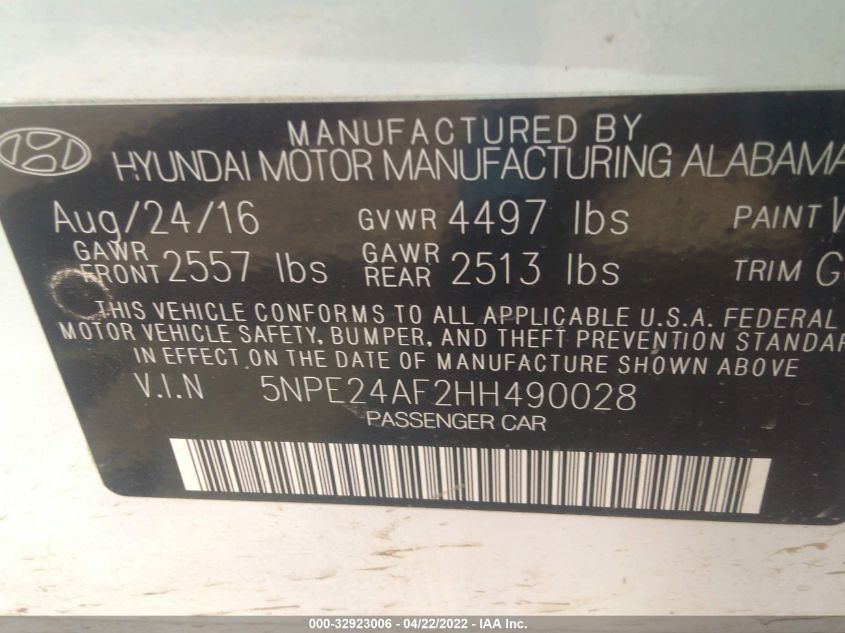 MANUFACTURED BY
HYUNDAI MOTOR MANUFACTURING ALABAMA
Aug/24/16 GVWR 4497 lbs PAINT
GAWR FRONT 2557 lbs GAWR REAR 2513 lbs TRIM
THIS VEHICLE CONFORMS TO ALL APPLICABLE U.S.A. FEDERAL
MOTOR VEHICLE SAFETY, BUMPER, AND THEFT PREVENTION STANDAR
IN EFFECT ON THE DATE OF MANUFACTURE SHOWN ABOVE
V.I.N 5NPE24AF2HH490028
PASSENGER CAR
000-32923006 - 04/22/2022 - IAA Inc.